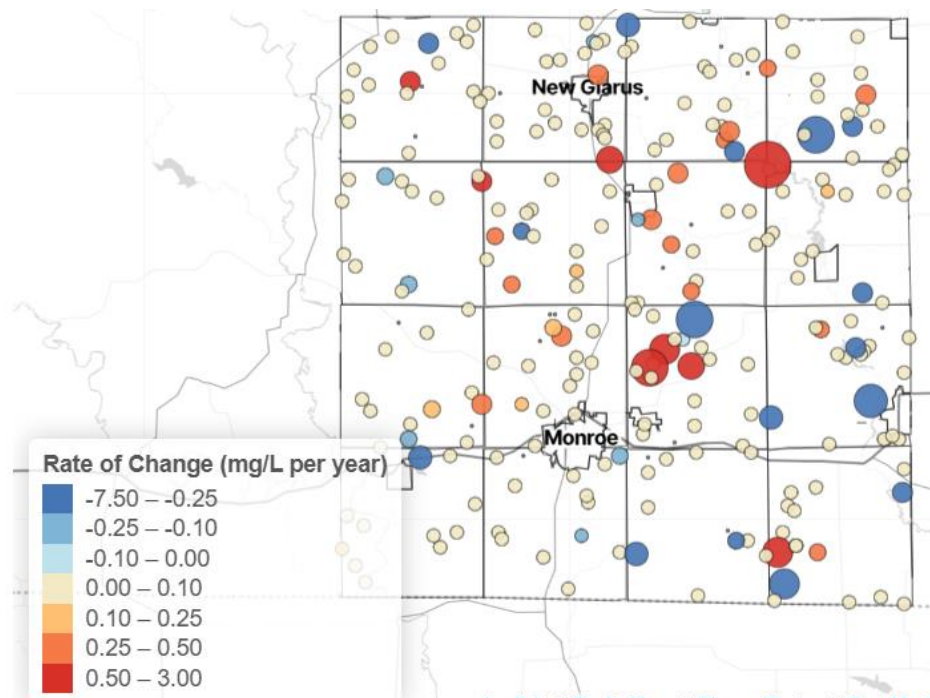 New Glarus
Monroe
Rate of Change (mg/L per year)
-7.50 – -0.25
-0.25 – -0.10
-0.10 – 0.00
0.00 – 0.10
0.10 – 0.25
0.25 – 0.50
0.50 – 3.00